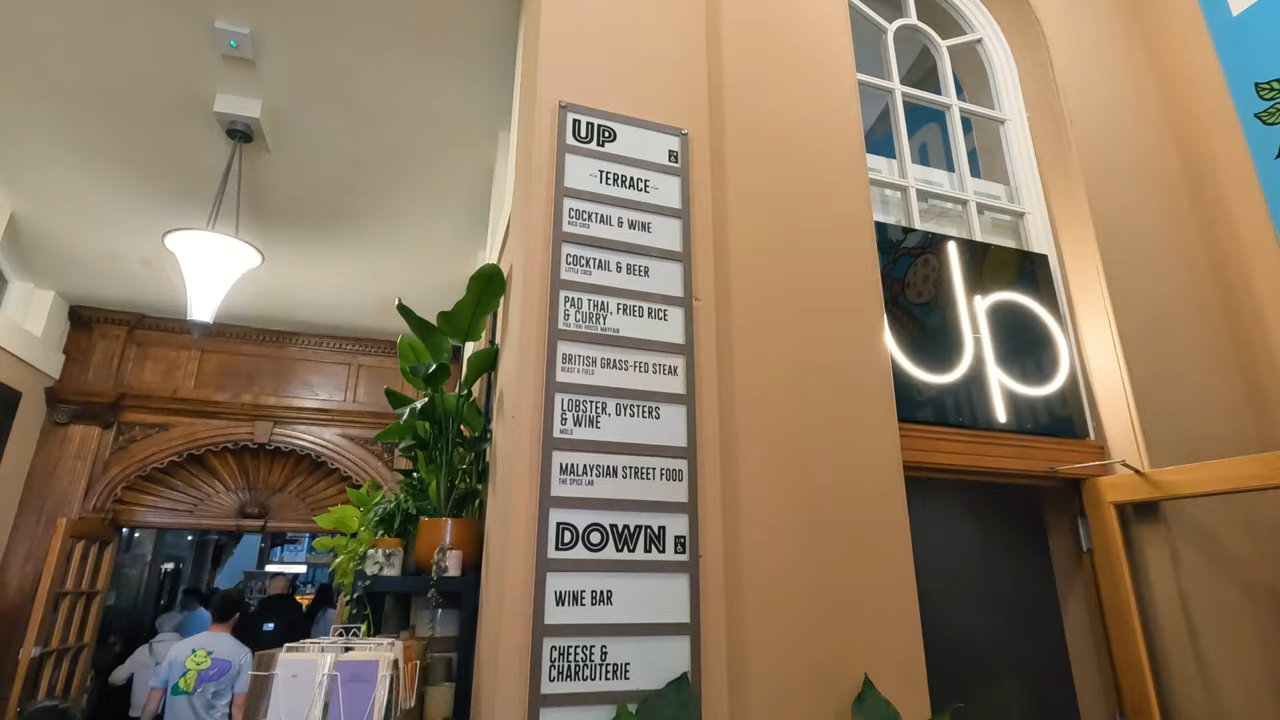 UP
TERRACE
COCKTAIL & WINE
RICO COCO
COCKTAIL & BEER
LITTLE COCO
PAD THAI, FRIED RICE
& CURRY
PAD THAI HOUSE MAYFAIR
BRITISH GRASS-FED STEAK
BEAST & FIELD
LOBSTER, OYSTERS
& WINE
MOLO
MALAYSIAN STREET FOOD
THE SPICE LAB
DOWN
WINE BAR
CHEESE &
CHARCUTERIE
Up